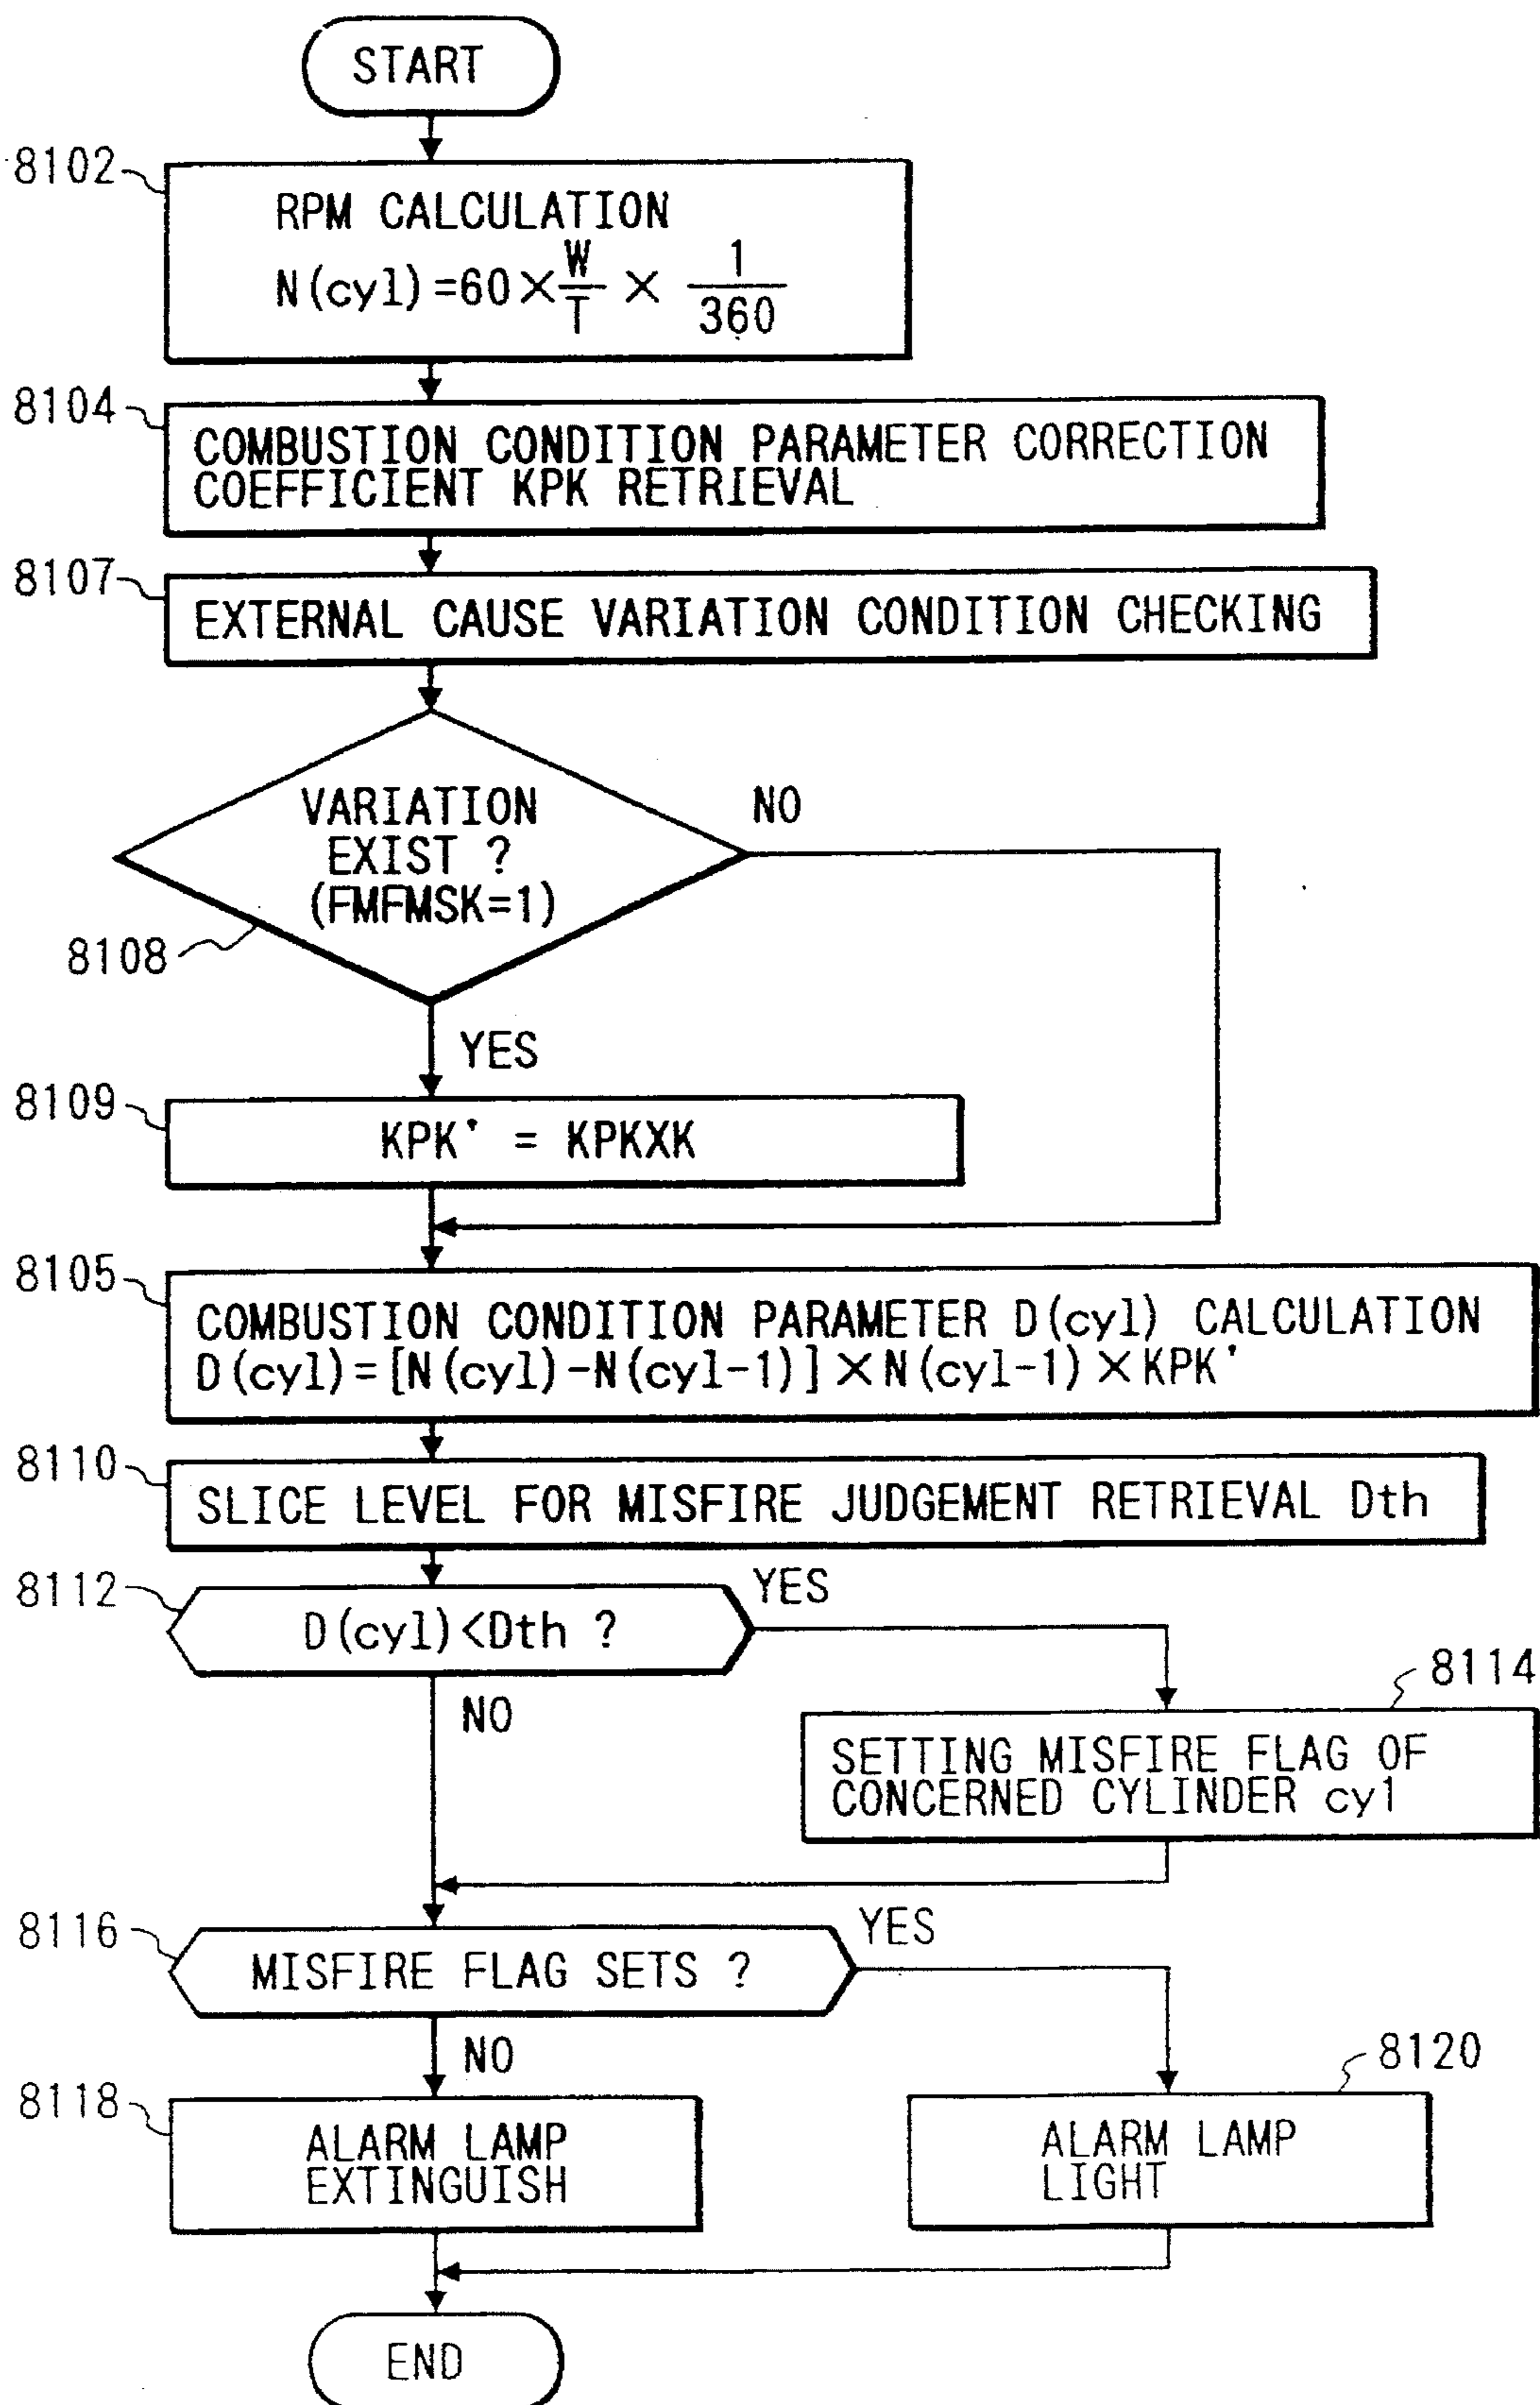 START
8102
RPM CALCULATION
N(cyl)=60×W/T×1/360
8104
COMBUSTION CONDITION PARAMETER CORRECTION
COEFFICIENT KPK RETRIEVAL
8107
EXTERNAL CAUSE VARIATION CONDITION CHECKING
VARIATION
EXIST ?
(FMFMSK=1)
NO
8108
YES
8109
KPK' = KPKXK
8105
COMBUSTION CONDITION PARAMETER D(cyl) CALCULATION
D(cyl)=[N(cyl)-N(cyl-1)]×N(cyl-1)×KPK'
8110
SLICE LEVEL FOR MISFIRE JUDGEMENT RETRIEVAL Dth
8112
D(cyl)<Dth ?
YES
NO
8114
SETTING MISFIRE FLAG OF
CONCERNED CYLINDER cyl
8116
MISFIRE FLAG SETS ?
YES
NO
8118
ALARM LAMP
EXTINGUISH
8120
ALARM LAMP
LIGHT
END